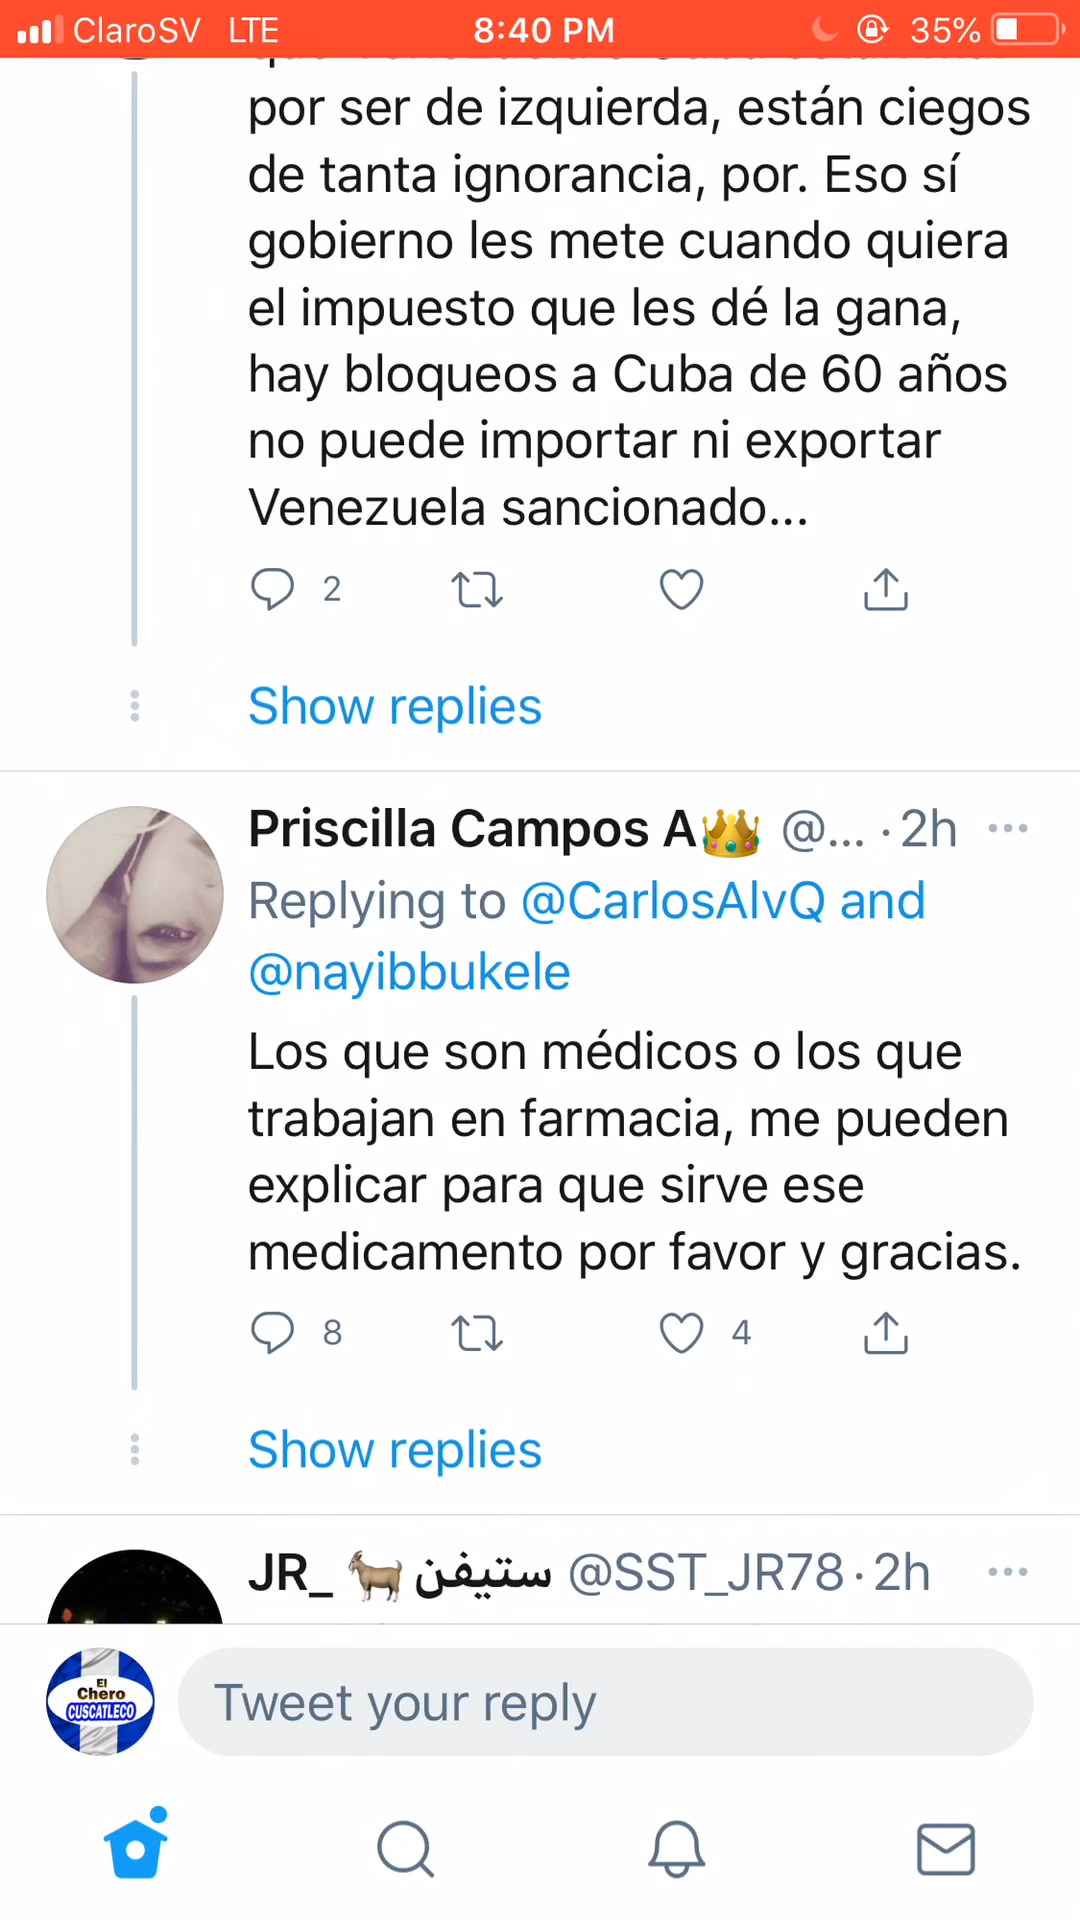 ClaroSV LTE 8:40 PM 35%
por ser de izquierda, están ciegos
de tanta ignorancia, por. Eso sí
gobierno les mete cuando quiera
el impuesto que les dé la gana,
hay bloqueos a Cuba de 60 años
no puede importar ni exportar
Venezuela sancionado...
2
Show replies
Priscilla Campos A👑 @... · 2h
Replying to @CarlosAlvQ and
@nayibbukele
Los que son médicos o los que
trabajan en farmacia, me pueden
explicar para que sirve ese
medicamento por favor y gracias.
8 4
Show replies
JR_ 🐐 ستيفن @SST_JR78 · 2h
El
Chero
CUSCATLECO
Tweet your reply